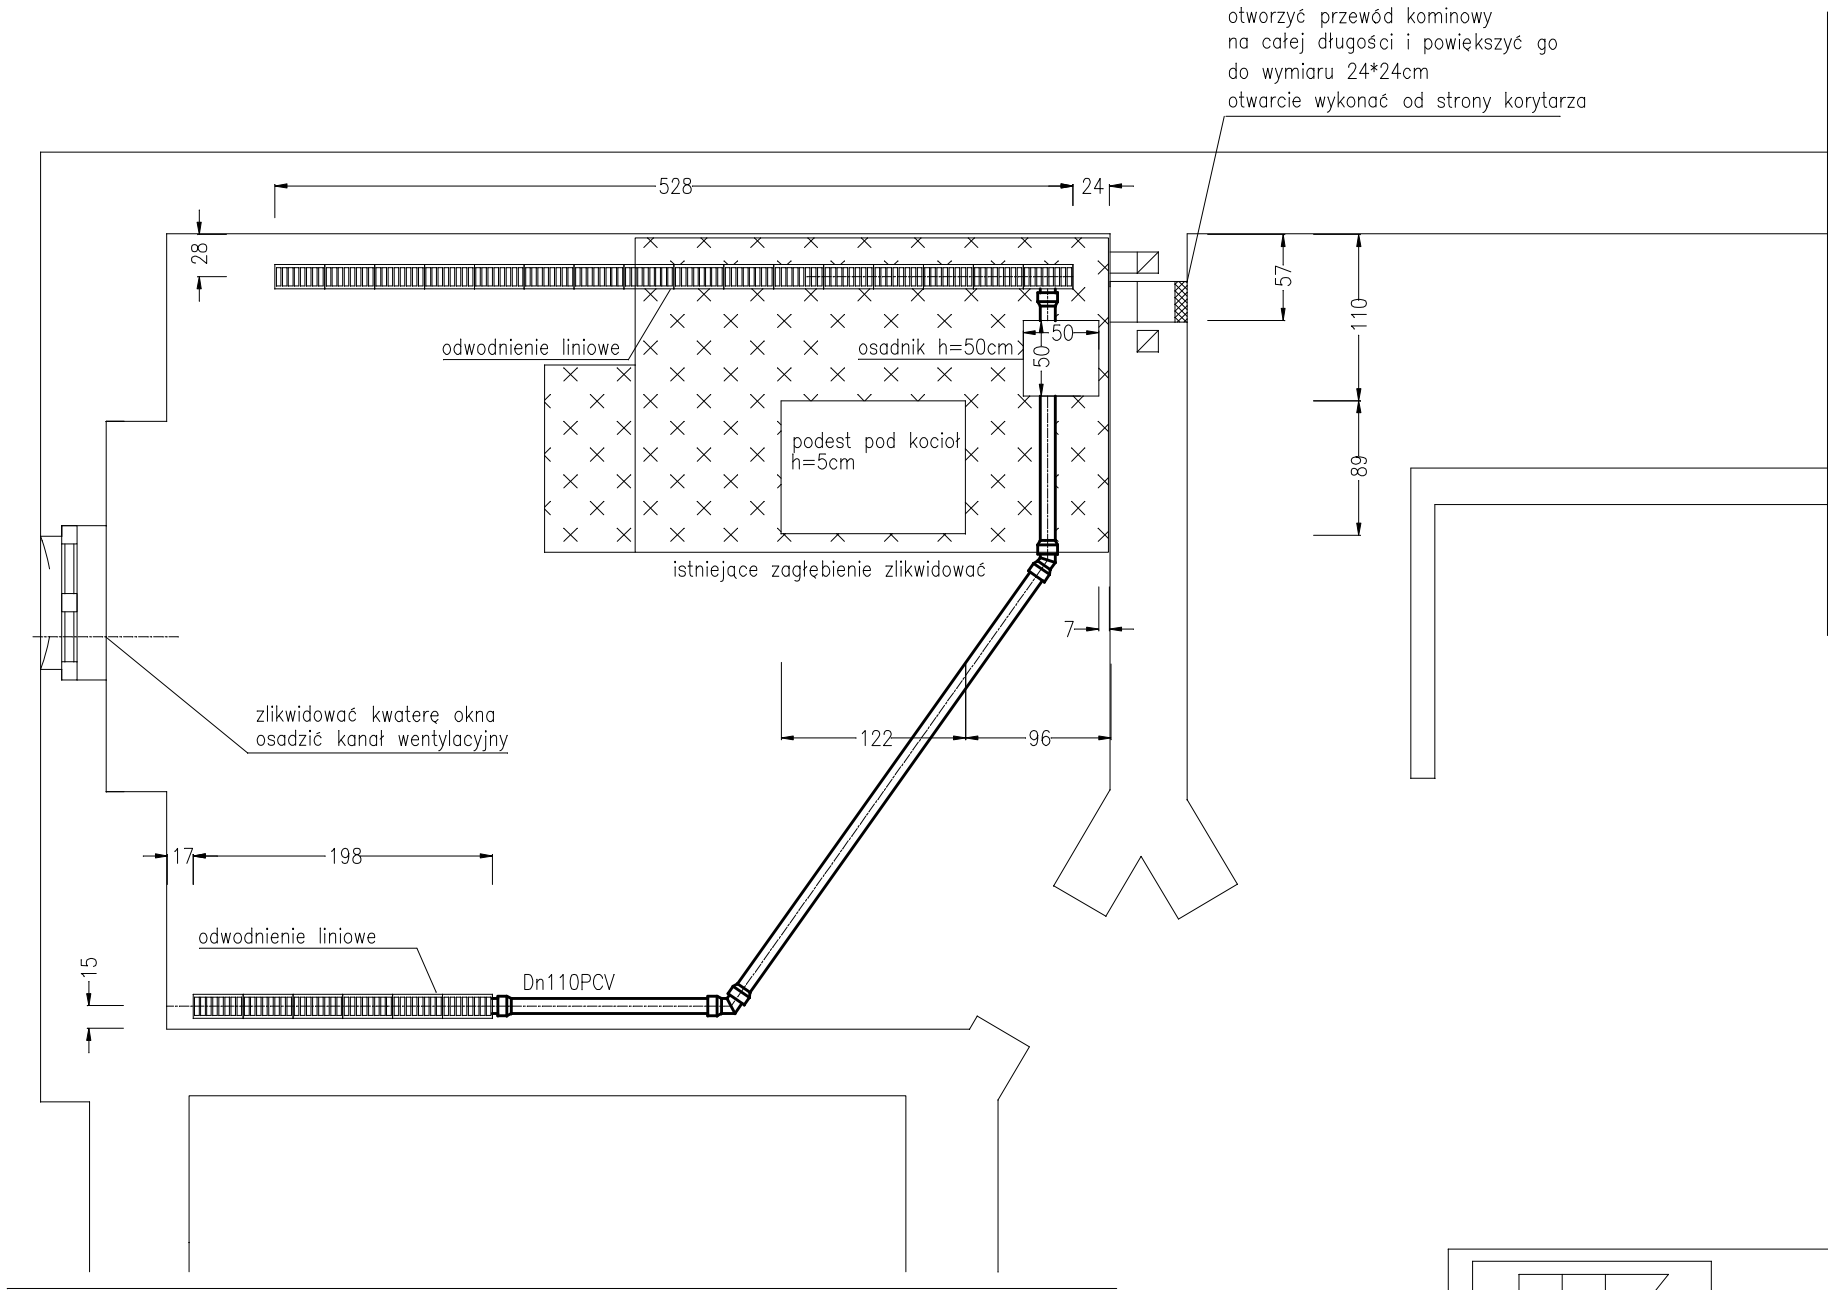 otworzyć przewód kominowy
na całej długości i powiększyć go
do wymiaru 24*24cm
otwarcie wykonać od strony korytarza
528
24
28
57
110
50
odwodnienie liniowe
osadnik h=50cm
50
podest pod kocioł
h=5cm
89
istniejące zagłębienie zlikwidować
7
zlikwidować kwaterę okna
osadzić kanał wentylacyjny
122
96
17
198
odwodnienie liniowe
15
Dn110PCV